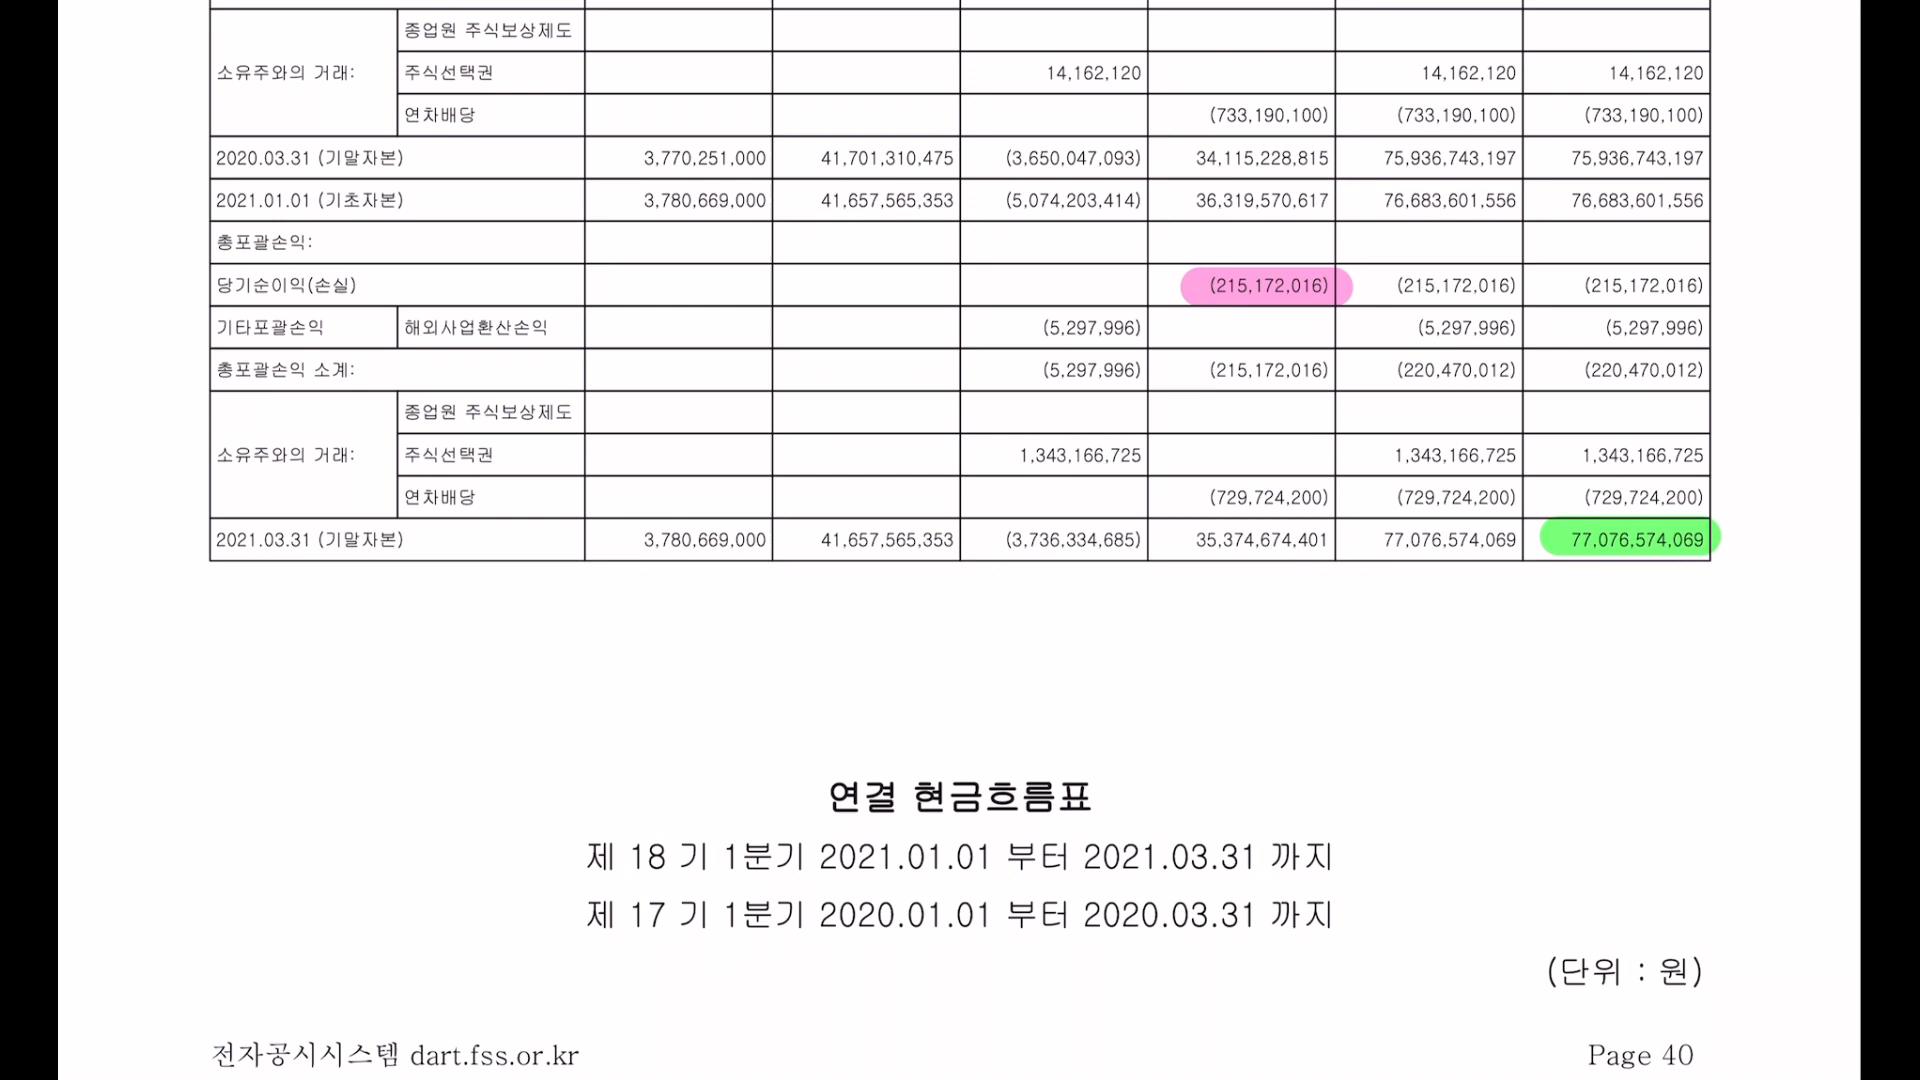 종업원 주식보상제도
소유주와의 거래: 주식선택권 14,162,120 14,162,120 14,162,120
연차배당 (733,190,100) (733,190,100) (733,190,100)
2020.03.31 (기말자본) 3,770,251,000 41,701,310,475 (3,650,047,093) 34,115,228,815 75,936,743,197 75,936,743,197
2021.01.01 (기초자본) 3,780,669,000 41,657,565,353 (5,074,203,414) 36,319,570,617 76,683,601,556 76,683,601,556
총포괄손익:
당기순이익(손실) (215,172,016) (215,172,016) (215,172,016)
기타포괄손익 해외사업환산손익 (5,297,996) (5,297,996) (5,297,996)
총포괄손익 소계: (5,297,996) (215,172,016) (220,470,012) (220,470,012)
종업원 주식보상제도
소유주와의 거래: 주식선택권 1,343,166,725 1,343,166,725 1,343,166,725
연차배당 (729,724,200) (729,724,200) (729,724,200)
2021.03.31 (기말자본) 3,780,669,000 41,657,565,353 (3,736,334,685) 35,374,674,401 77,076,574,069 77,076,574,069
연결 현금흐름표
제 18 기 1분기 2021.01.01 부터 2021.03.31 까지
제 17 기 1분기 2020.01.01 부터 2020.03.31 까지
(단위 : 원)
전자공시시스템 dart.fss.or.kr Page 40